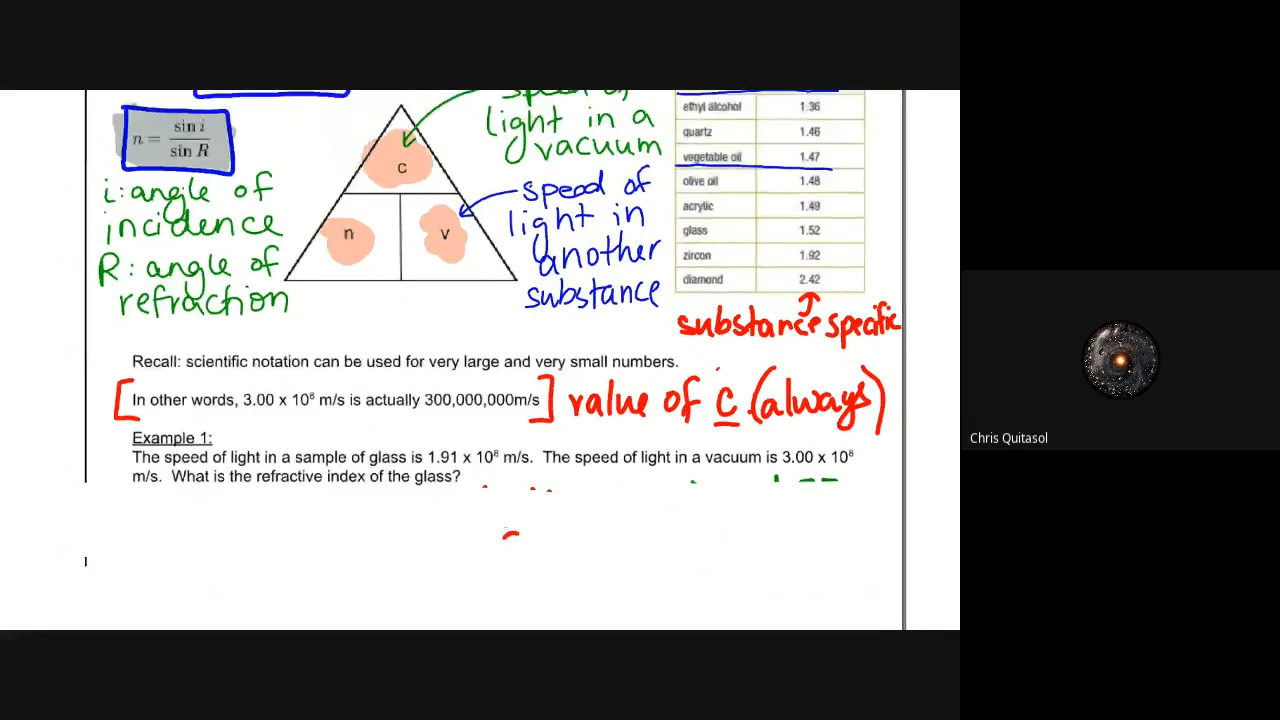 n = sin i / sin R
i: angle of
incidence
R: angle of
refraction
c
n
v
light in a
vacuum
speed of
light in
another
substance
ethyl alcohol 1.36
quartz 1.46
vegetable oil 1.47
olive oil 1.48
acrylic 1.49
glass 1.52
zircon 1.92
diamond 2.42
substance specific
Recall: scientific notation can be used for very large and very small numbers.
[In other words, 3.00 x 10⁸ m/s is actually 300,000,000m/s] value of c (always)
Example 1:
The speed of light in a sample of glass is 1.91 x 10⁸ m/s. The speed of light in a vacuum is 3.00 x 10⁸
m/s. What is the refractive index of the glass?
Chris Quitasol